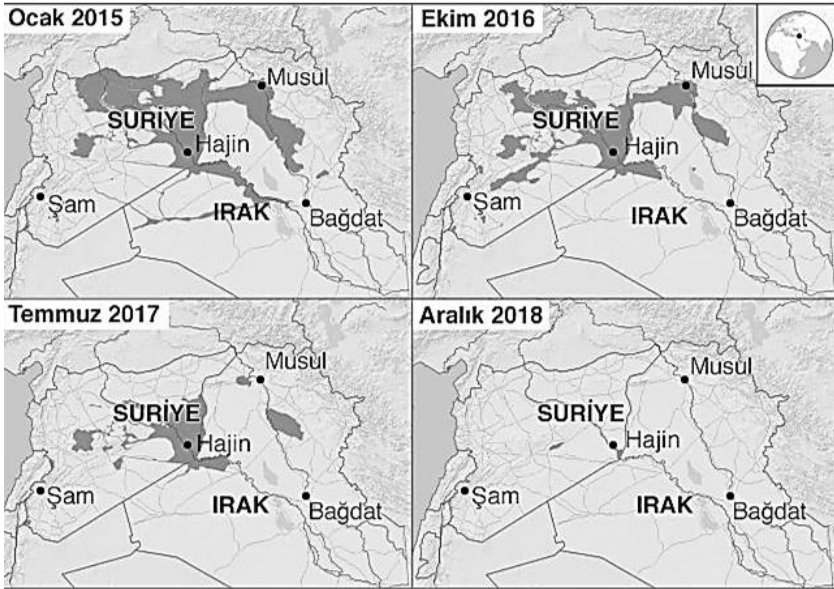 Ocak 2015
Musul
SURİYE
Hajin
Şam
IRAK
Bağdat
Ekim 2016
Musul
SURİYE
Hajin
Şam
IRAK
Bağdat
Temmuz 2017
Musul
SURİYE
Hajin
Şam
IRAK
Bağdat
Aralık 2018
Musul
SURİYE
Hajin
Şam
IRAK
Bağdat